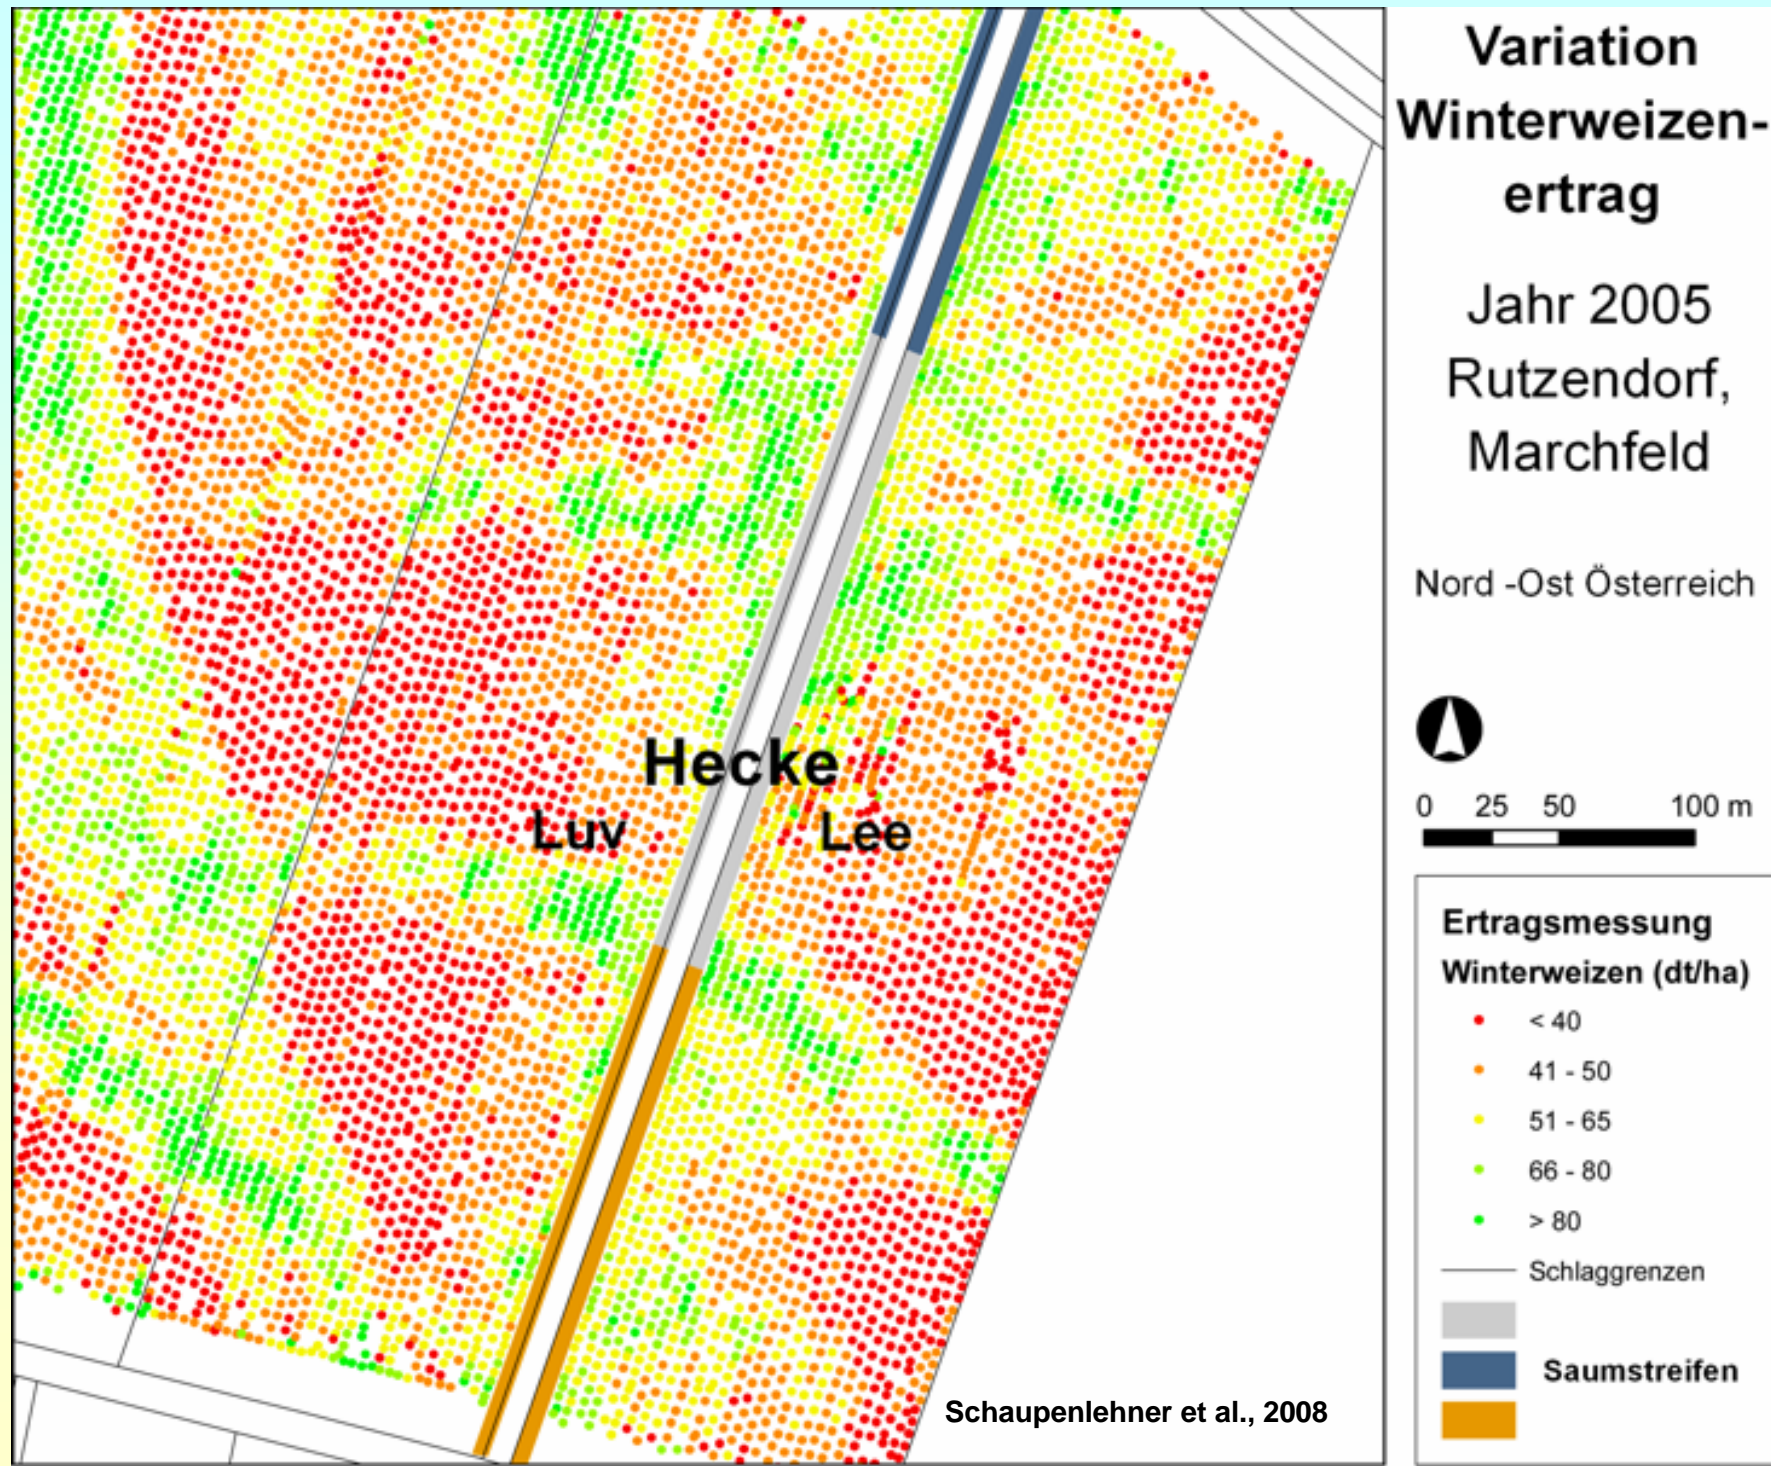 Variation
Winterweizen-
ertrag
Jahr 2005
Rutzendorf,
Marchfeld
Nord -Ost Österreich
0 25 50 100 m
Hecke
Luv
Lee
Ertragsmessung
Winterweizen (dt/ha)
< 40
41 - 50
51 - 65
66 - 80
> 80
Schlaggrenzen
Saumstreifen
Schaupenlehner et al., 2008